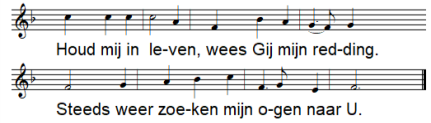 Houd mij in le-ven, wees Gij mijn red-ding.
Steeds weer zoe-ken mijn o-gen naar U.